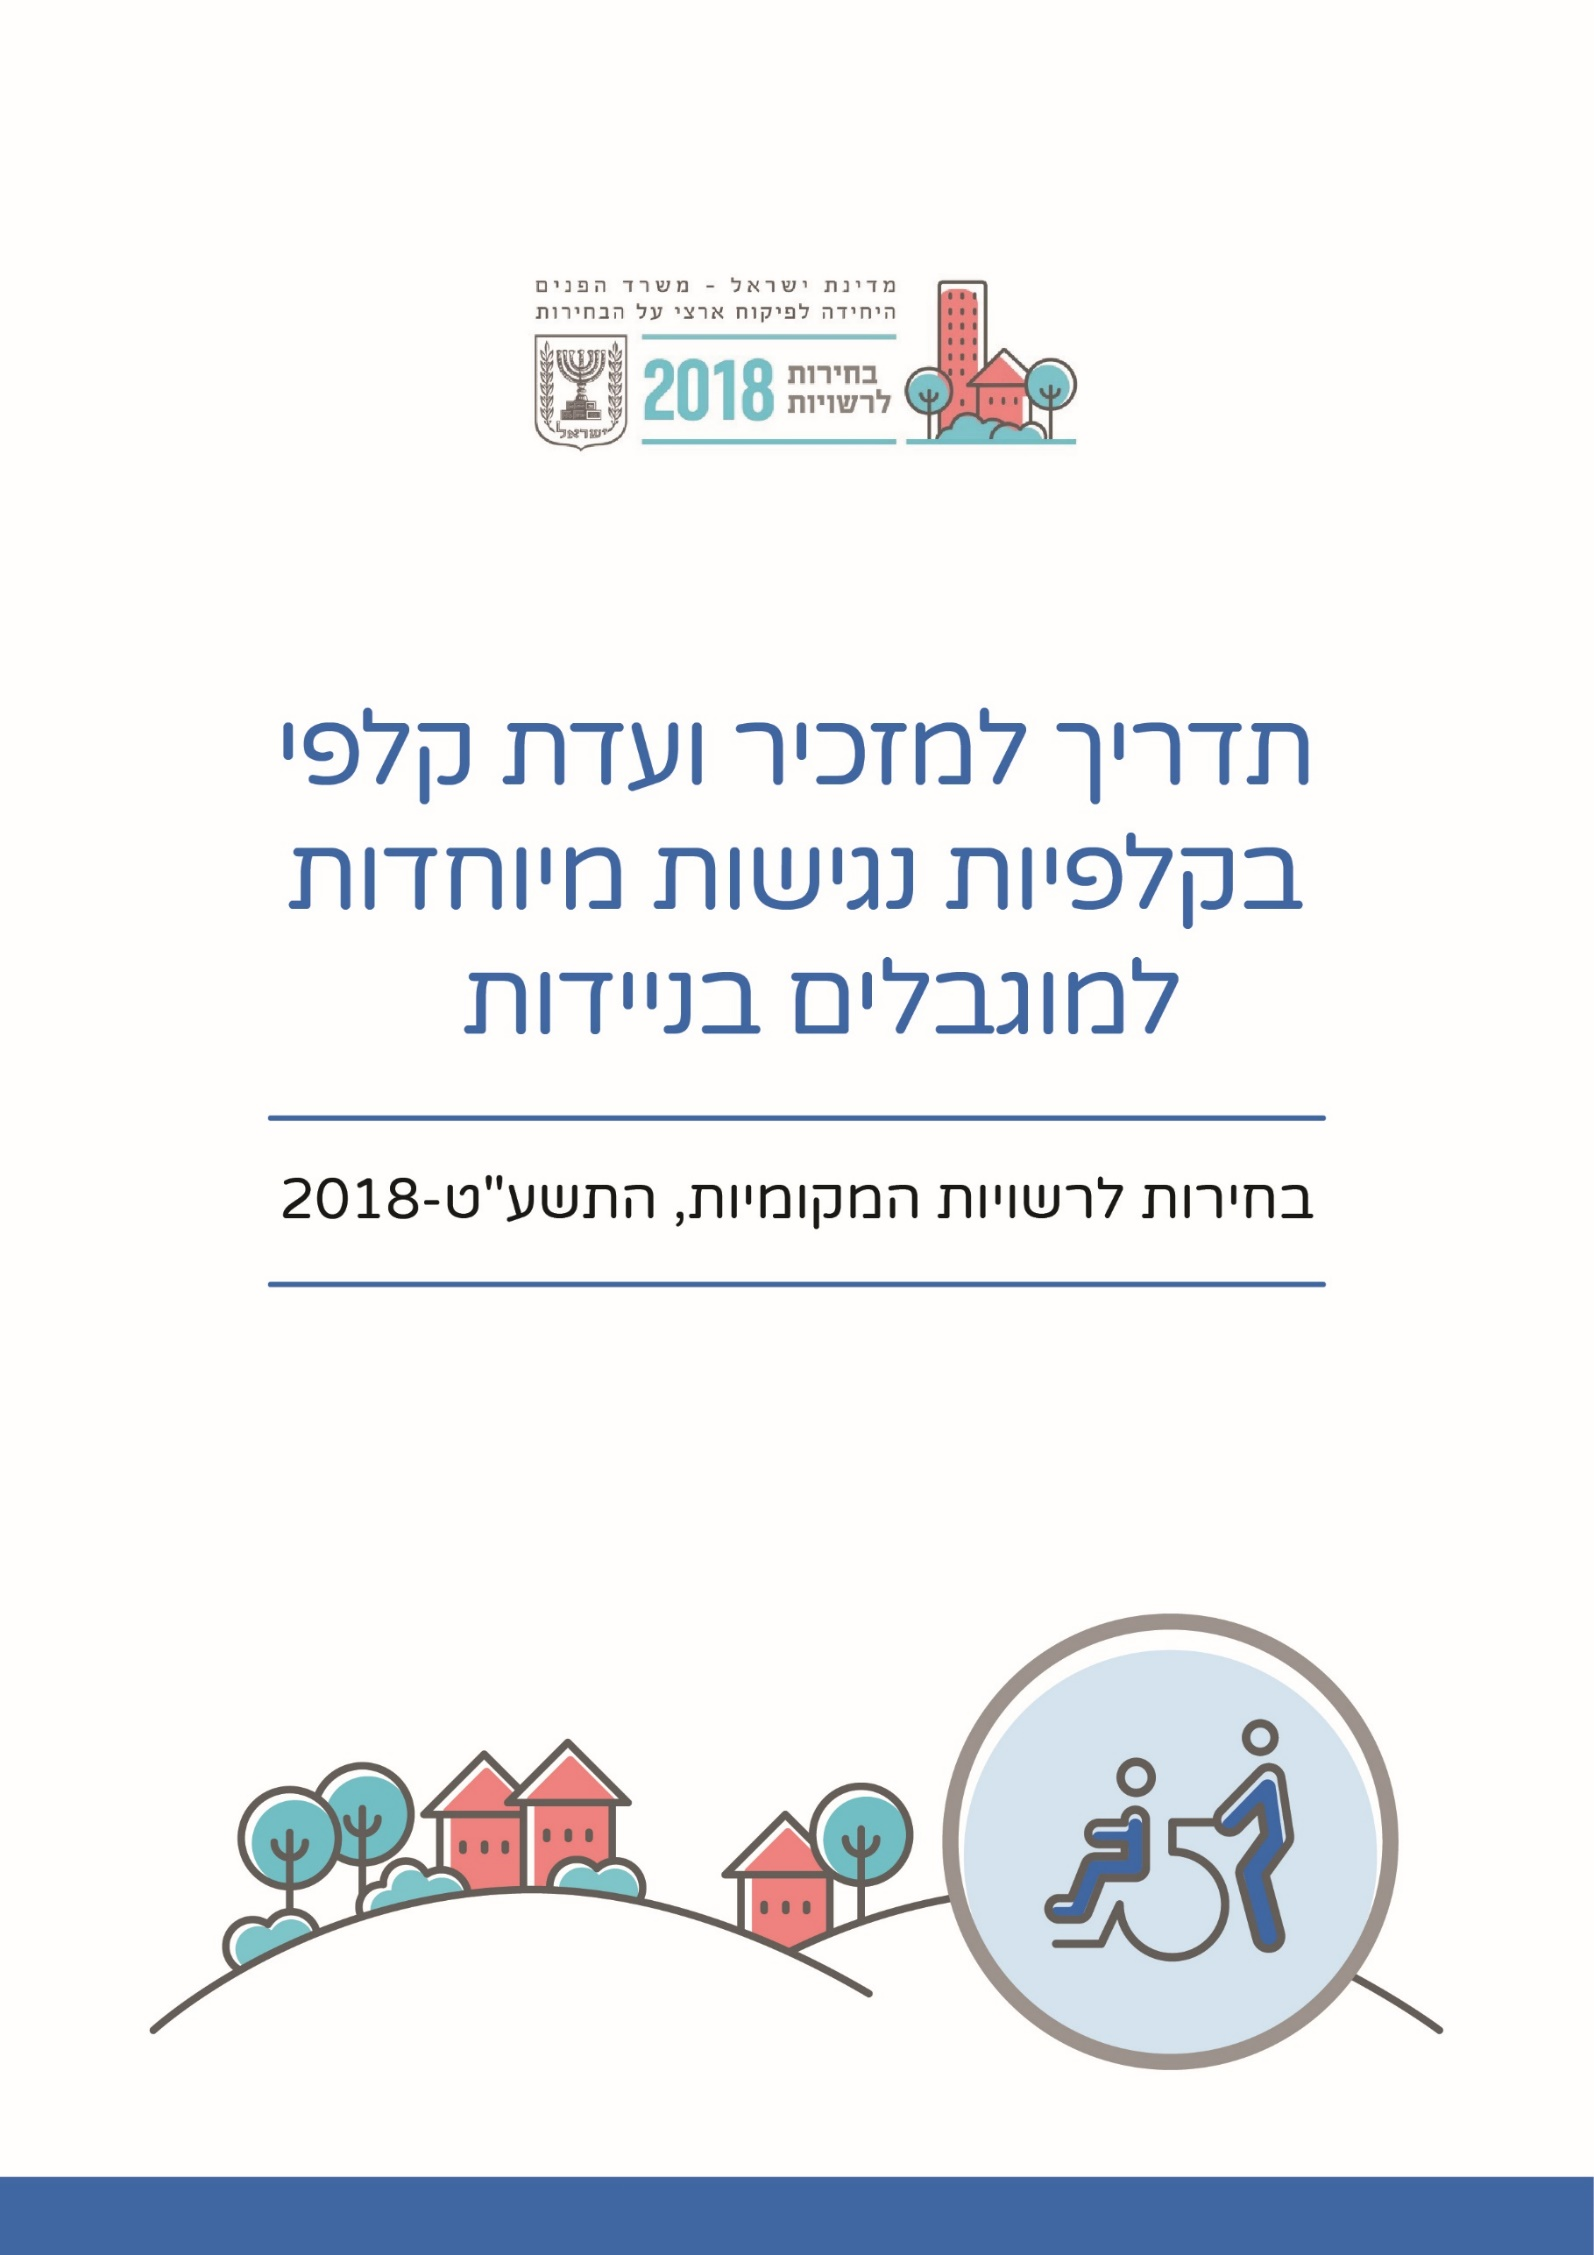 מדינת ישראל - משרד הפנים
היחידה לפיקוח ארצי על הבחירות
בחירות
לרשויות
2018
ישראל
תדריך למזכיר ועדת קלפי
בקלפיות נגישות מיוחדות
למוגבלים בניידות
בחירות לרשויות המקומיות, התשע"ט-2018